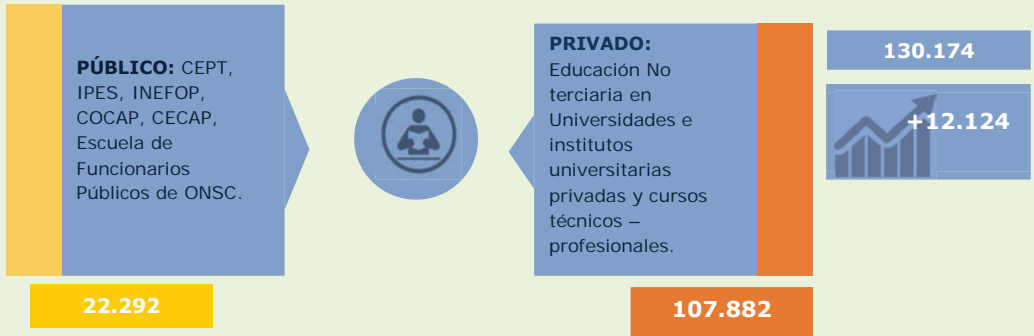 PÚBLICO: CEPT,
IPES, INEFOP,
COCAP, CECAP,
Escuela de
Funcionarios
Públicos de ONSC.
22.292
PRIVADO:
Educación No
terciaria en
Universidades e
institutos
universitarias
privadas y cursos
técnicos –
profesionales.
107.882
130.174
+12.124